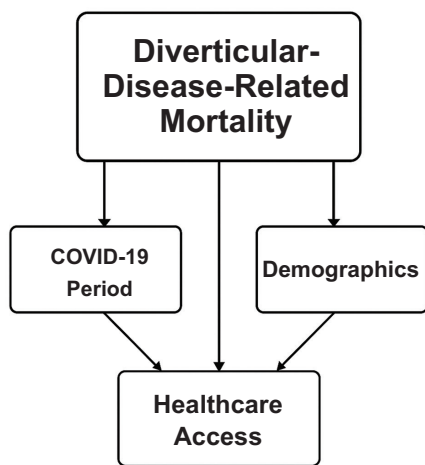 Diverticular-
Disease-Related
Mortality
COVID-19
Period
Demographics
Healthcare
Access